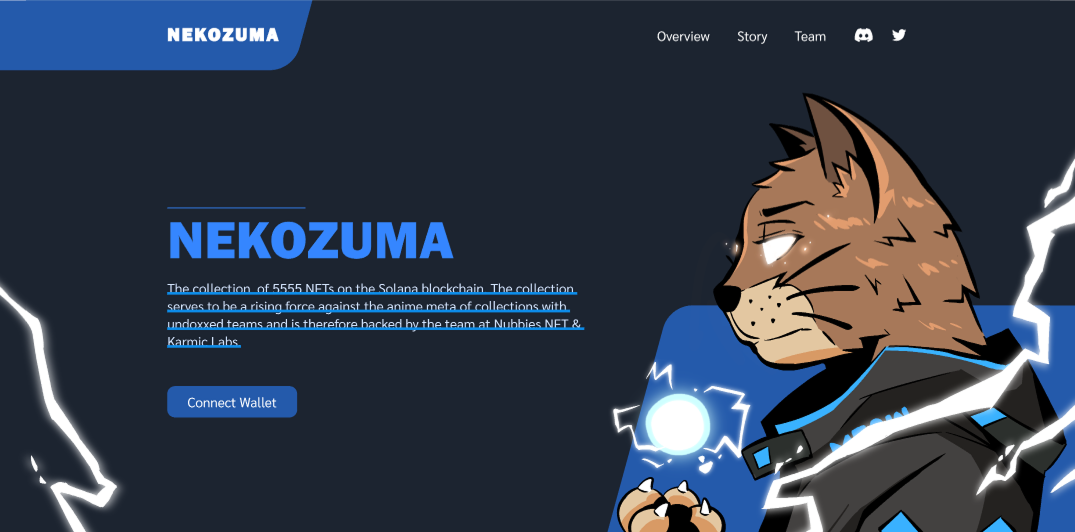 NEKOZUMA
Overview
Story
Team
NEKOZUMA
The collection of 5555 NFTs on the Solana blockchain. The collection
serves to be a rising force against the anime meta of collections with
undoxxed teams and is therefore backed by the team at Nubbies NFT &
Karmic Labs.
Connect Wallet